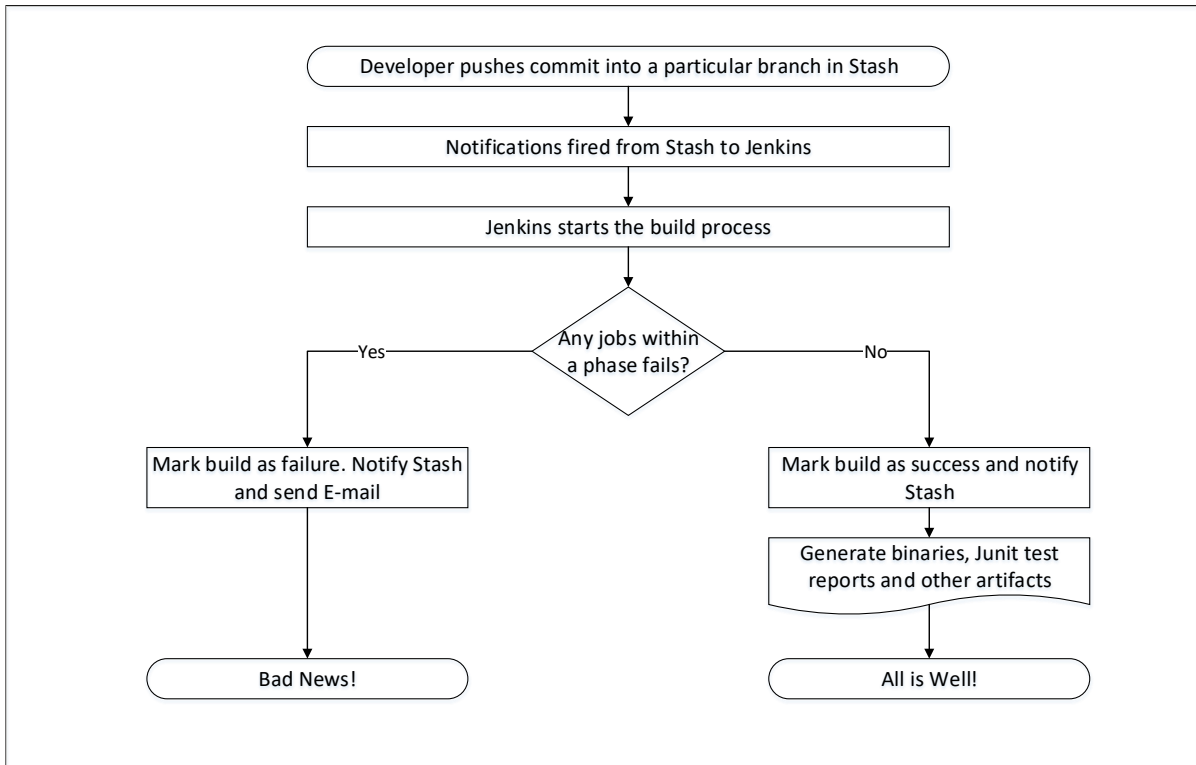 Developer pushes commit into a particular branch in Stash
Notifications fired from Stash to Jenkins
Jenkins starts the build process
Any jobs within
a phase fails?
Yes
No
Mark build as failure. Notify Stash
and send E-mail
Mark build as success and notify
Stash
Generate binaries, Junit test
reports and other artifacts
Bad News!
All is Well!